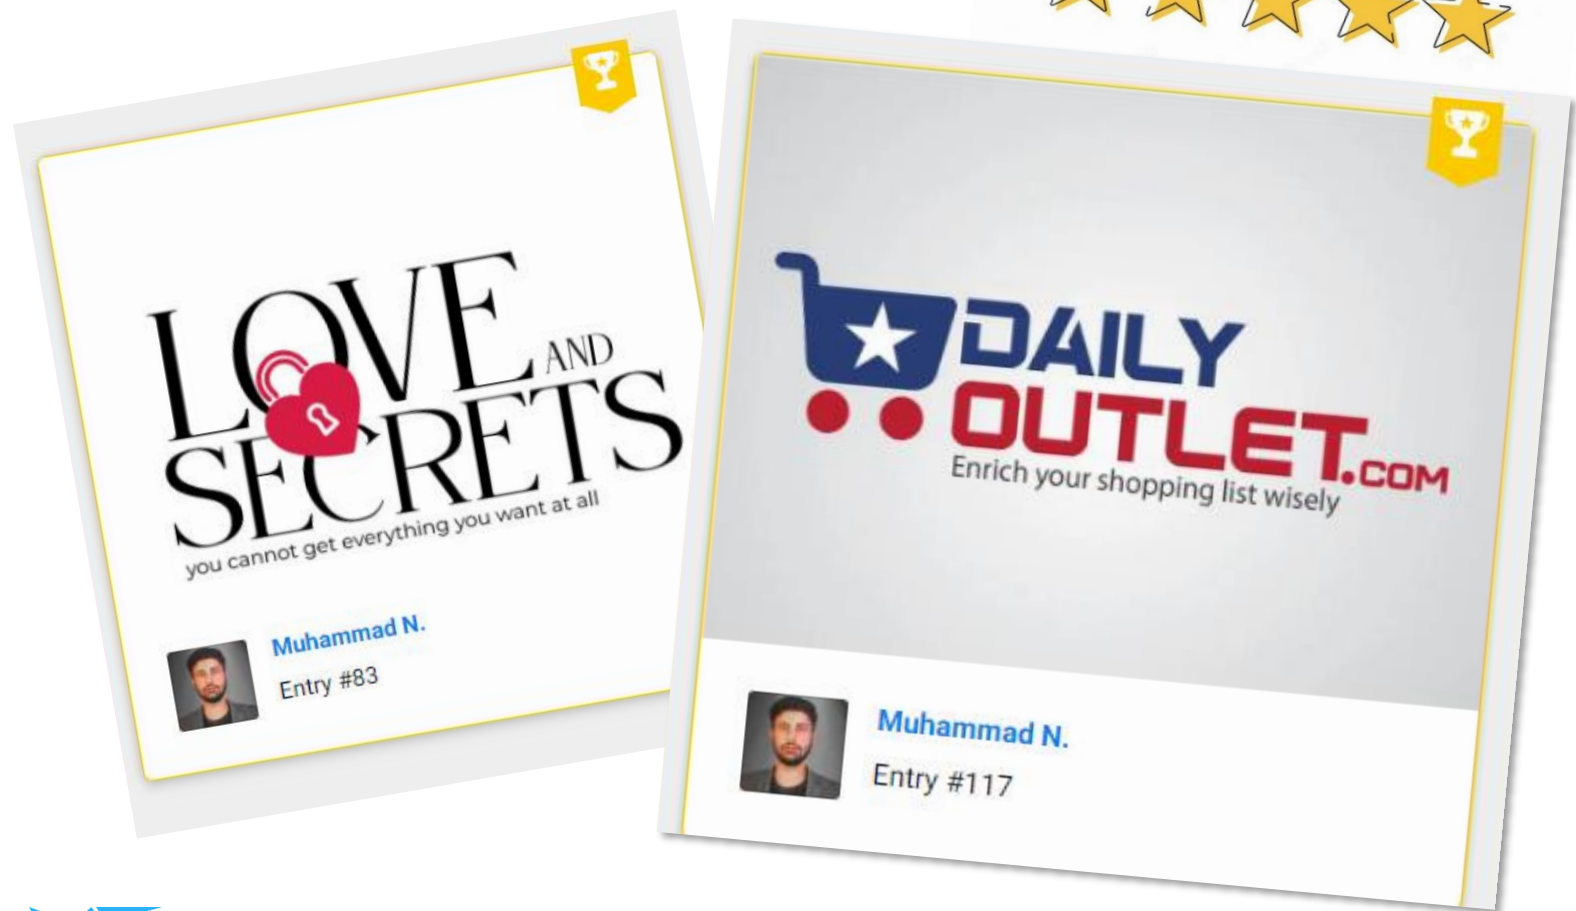 LOVE
AND
SECRETS
you cannot get everything you want at all
Muhammad N.
Entry #83
DAILY
OUTLET.COM
Enrich your shopping list wisely
Muhammad N.
Entry #117